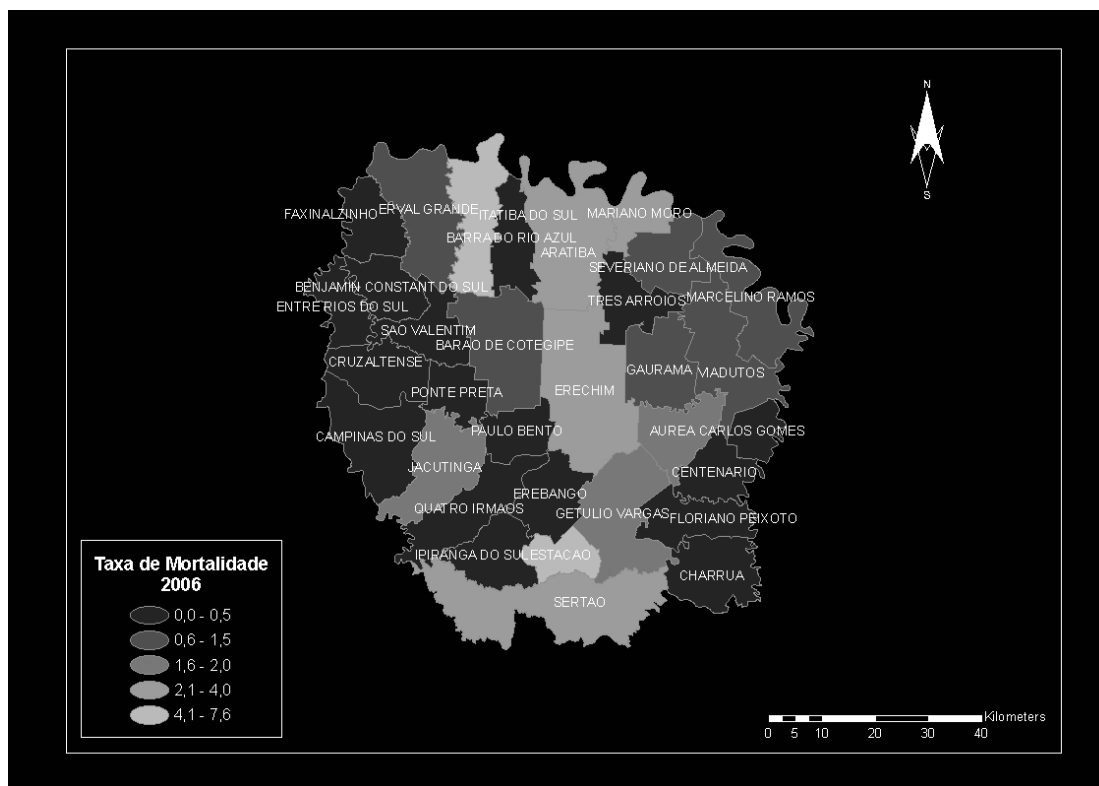 N
S
FAXINALZINHO
ERVAL GRANDE
ITATIBA DO SUL
MARIANO MORO
BARRA DO RIO AZUL
ARATIBA
SEVERIANO DE ALMEIDA
BENJAMIN CONSTANT DO SUL
ENTRE RIOS DO SUL
TRES ARROIOS
MARCELINO RAMOS
SAO VALENTIM
BARAO DE COTEGIPE
CRUZALTENSE
GAURAMA
MADUTOS
PONTE PRETA
ERECHIM
CAMPINAS DO SUL
PAULO BENTO
AUREA
CARLOS GOMES
JACUTINGA
CENTENARIO
EREBANGO
QUATRO IRMAOS
GETULIO VARGAS
FLORIANO PEIXOTO
IPIRANGA DO SUL
ESTACAO
CHARRUA
SERTAO
Taxa de Mortalidade
2006
0,0 - 0,5
0,6 - 1,5
1,6 - 2,0
2,1 - 4,0
4,1 - 7,6
Kilometers
0 5 10 20 30 40